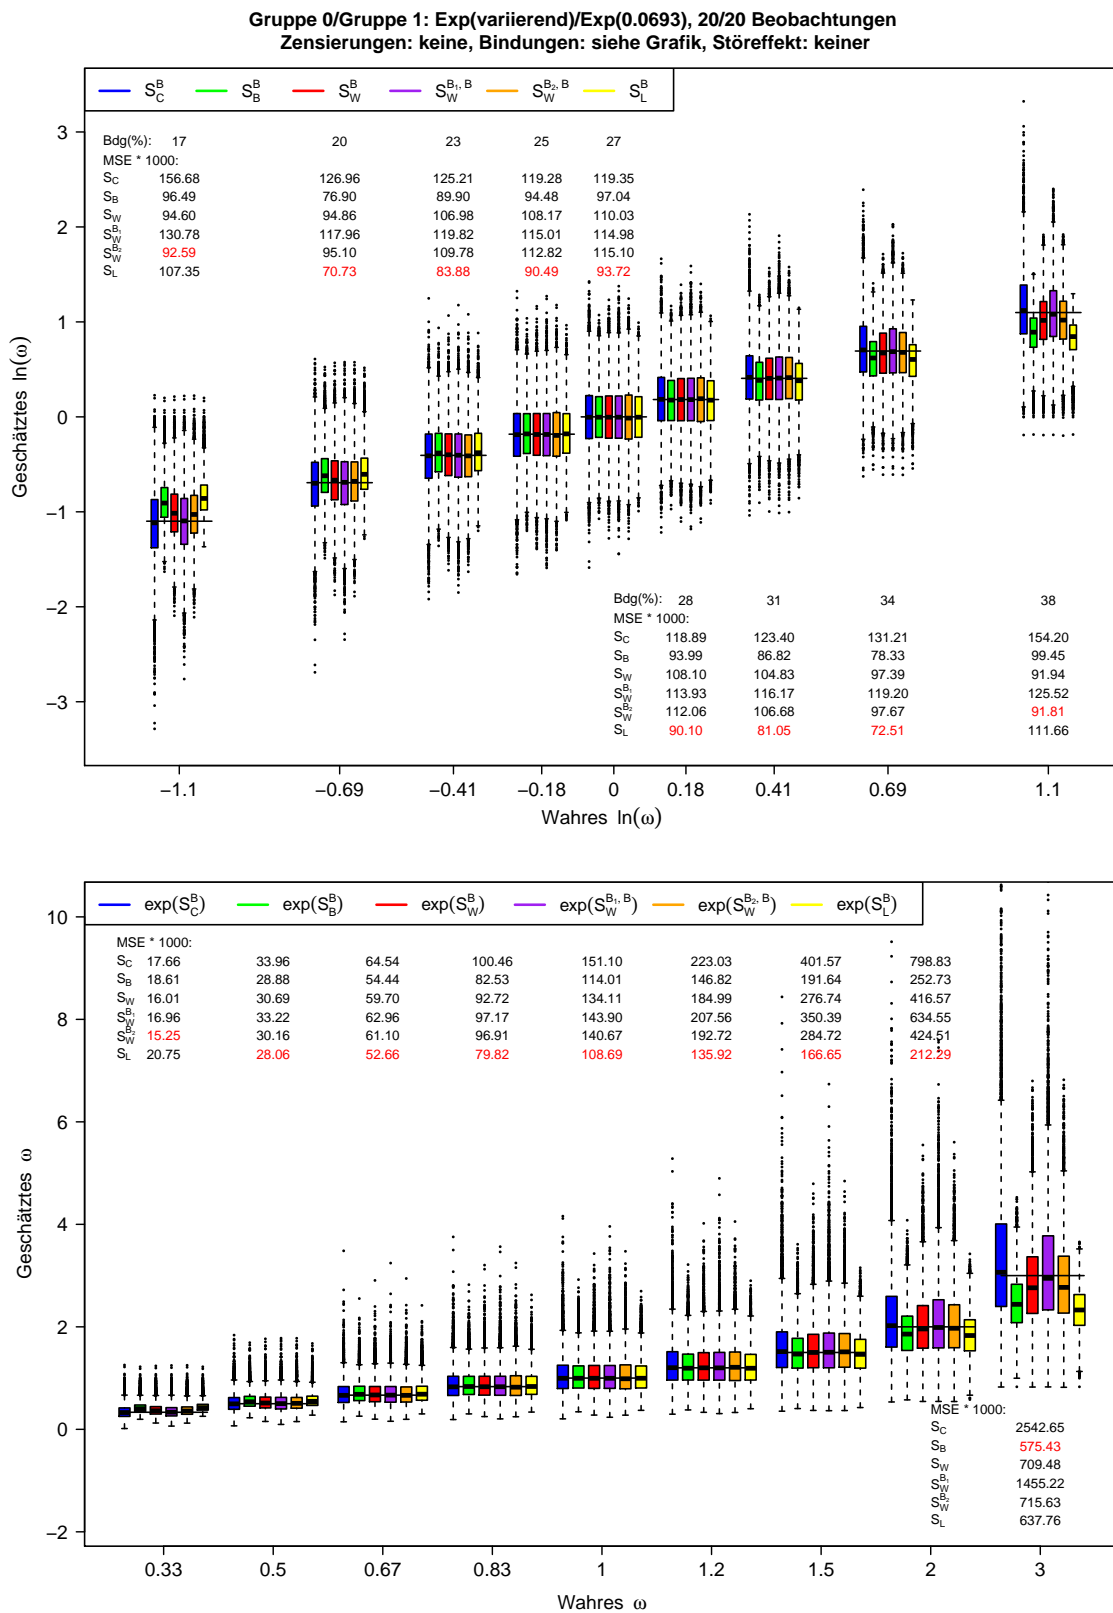 Gruppe 0/Gruppe 1: Exp(variierend)/Exp(0.0693), 20/20 Beobachtungen
Zensierungen: keine, Bindungen: siehe Grafik, Störeffekt: keiner
S_C^B S_B^B S_W^B S_W^{B₁, B} S_W^{B₂, B} S_L^B
Bdg(%): 17 20 23 25 27
MSE * 1000:
S_C 156.68 126.96 125.21 119.28 119.35
S_B 96.49 76.90 89.90 94.48 97.04
S_W 94.60 94.86 106.98 108.17 110.03
S_W^{B₁} 130.78 117.96 119.82 115.01 114.98
S_W^{B₂} 92.59 95.10 109.78 112.82 115.10
S_L 107.35 70.73 83.88 90.49 93.72
Bdg(%): 28 31 34 38
MSE * 1000:
S_C 118.89 123.40 131.21 154.20
S_B 93.99 86.82 78.33 99.45
S_W 108.10 104.83 97.39 91.94
S_W^{B₁} 113.93 116.17 119.20 125.52
S_W^{B₂} 112.06 106.68 97.67 91.81
S_L 90.10 81.05 72.51 111.66
3
2
1
0
−1
−2
−3
Geschätztes ln(ω)
−1.1 −0.69 −0.41 −0.18 0 0.18 0.41 0.69 1.1
Wahres ln(ω)
exp(S_C^B) exp(S_B^B) exp(S_W^B) exp(S_W^{B₁, B}) exp(S_W^{B₂, B}) exp(S_L^B)
MSE * 1000:
S_C 17.66 33.96 64.54 100.46 151.10 223.03 401.57 798.83
S_B 18.61 28.88 54.44 82.53 114.01 146.82 191.64 252.73
S_W 16.01 30.69 59.70 92.72 134.11 184.99 276.74 416.57
S_W^{B₁} 16.96 33.22 62.96 97.17 143.90 207.56 350.39 634.55
S_W^{B₂} 15.25 30.16 61.10 96.91 140.67 192.72 284.72 424.51
S_L 20.75 28.06 52.66 79.82 108.69 135.92 166.65 212.29
MSE * 1000:
S_C 2542.65
S_B 575.43
S_W 709.48
S_W^{B₁} 1455.22
S_W^{B₂} 715.63
S_L 637.76
10
8
6
4
2
0
−2
Geschätztes ω
0.33 0.5 0.67 0.83 1 1.2 1.5 2 3
Wahres ω